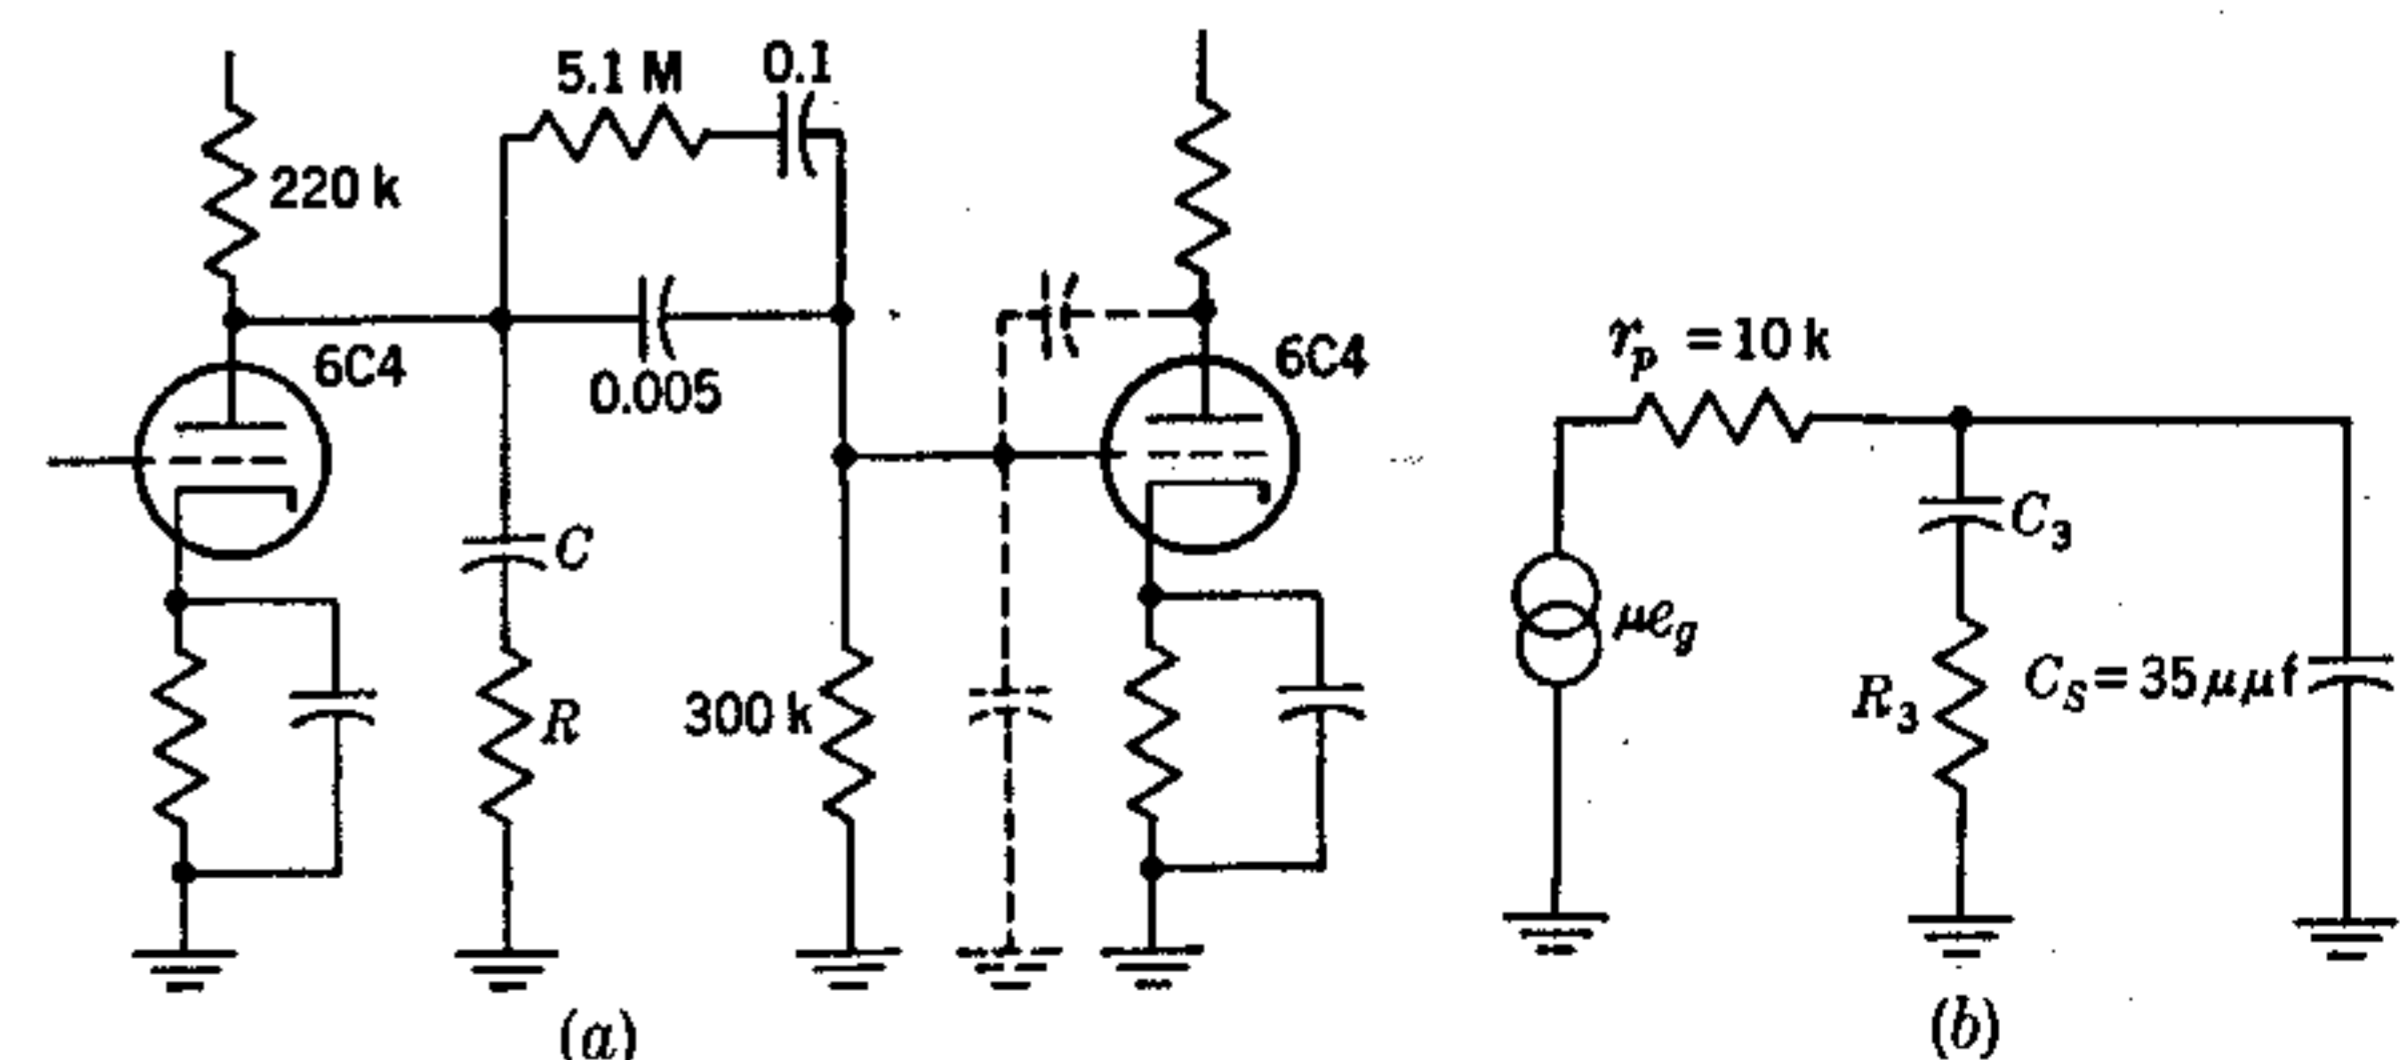 5.1 M
0.1
220 k
6C4
0.005
C
R
300 k
6C4
(a)
r_p = 10 k
μe_g
C_3
R_3
C_S = 35 μμf
(b)